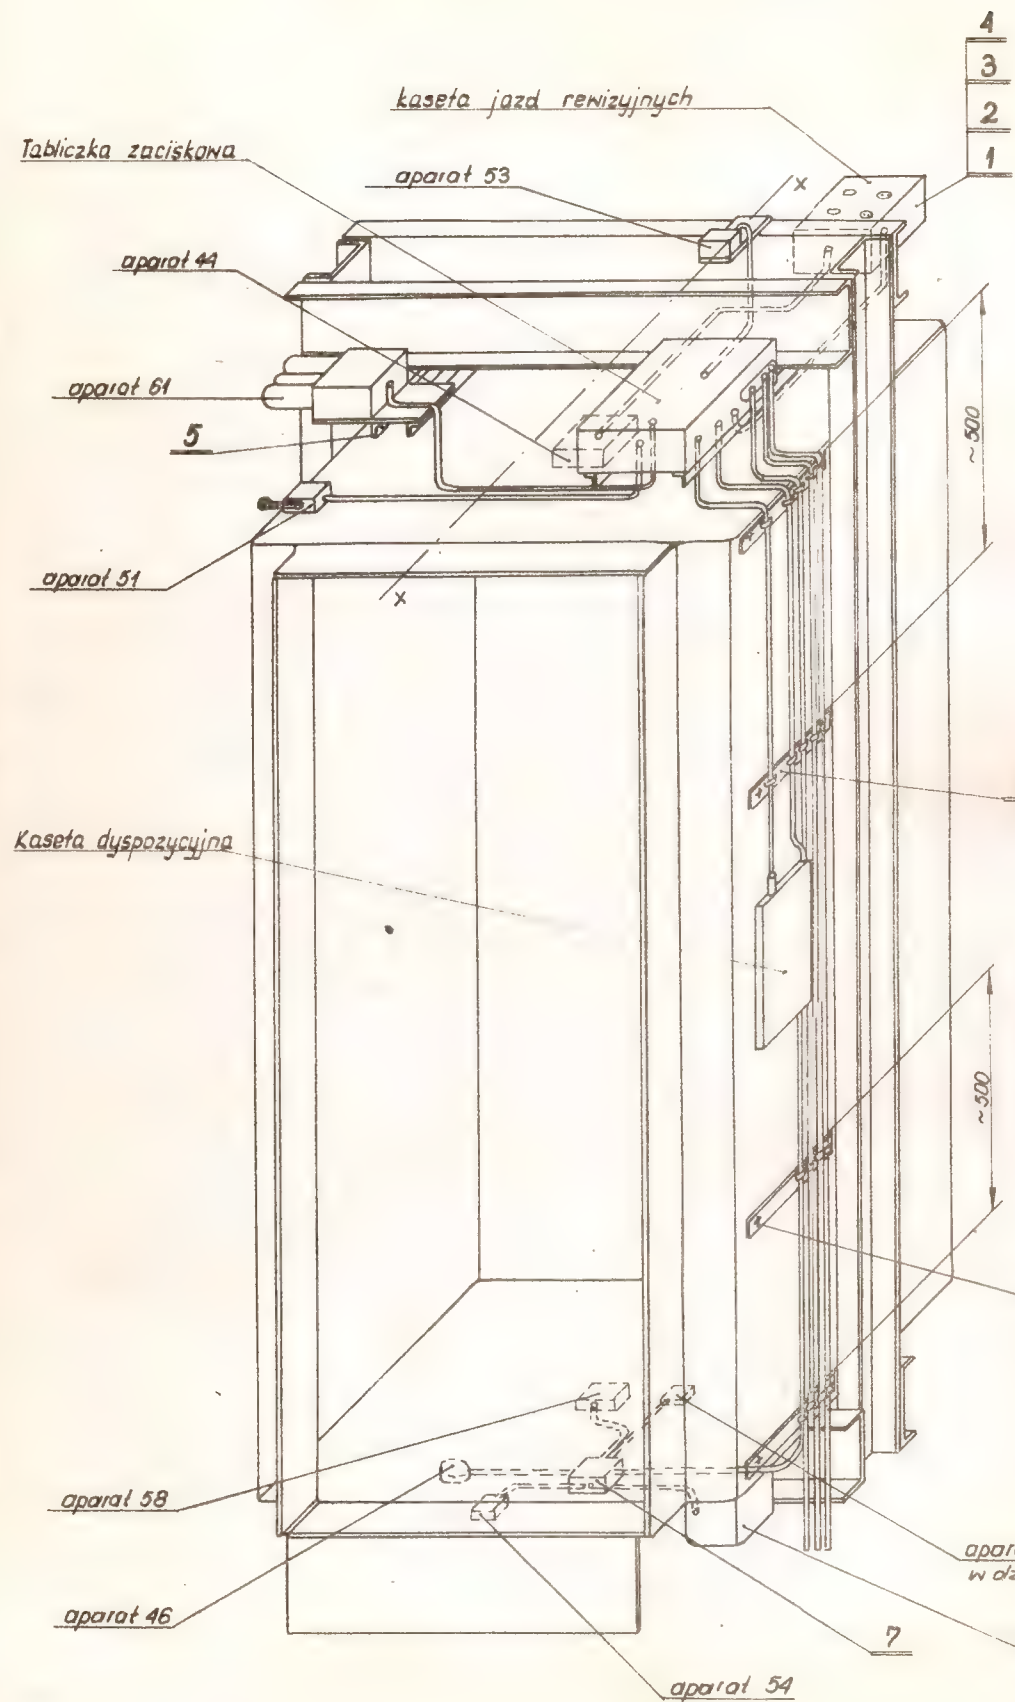 4
3
2
1
kaseta jazd rewizyjnych
Tabliczka zaciskowa
aparat 53
x
aparat 44
aparat 61
5
~500
aparat 51
x
Kaseta dyspozycyjna
~500
aparat 58
w
aparat 46
7
aparat 54